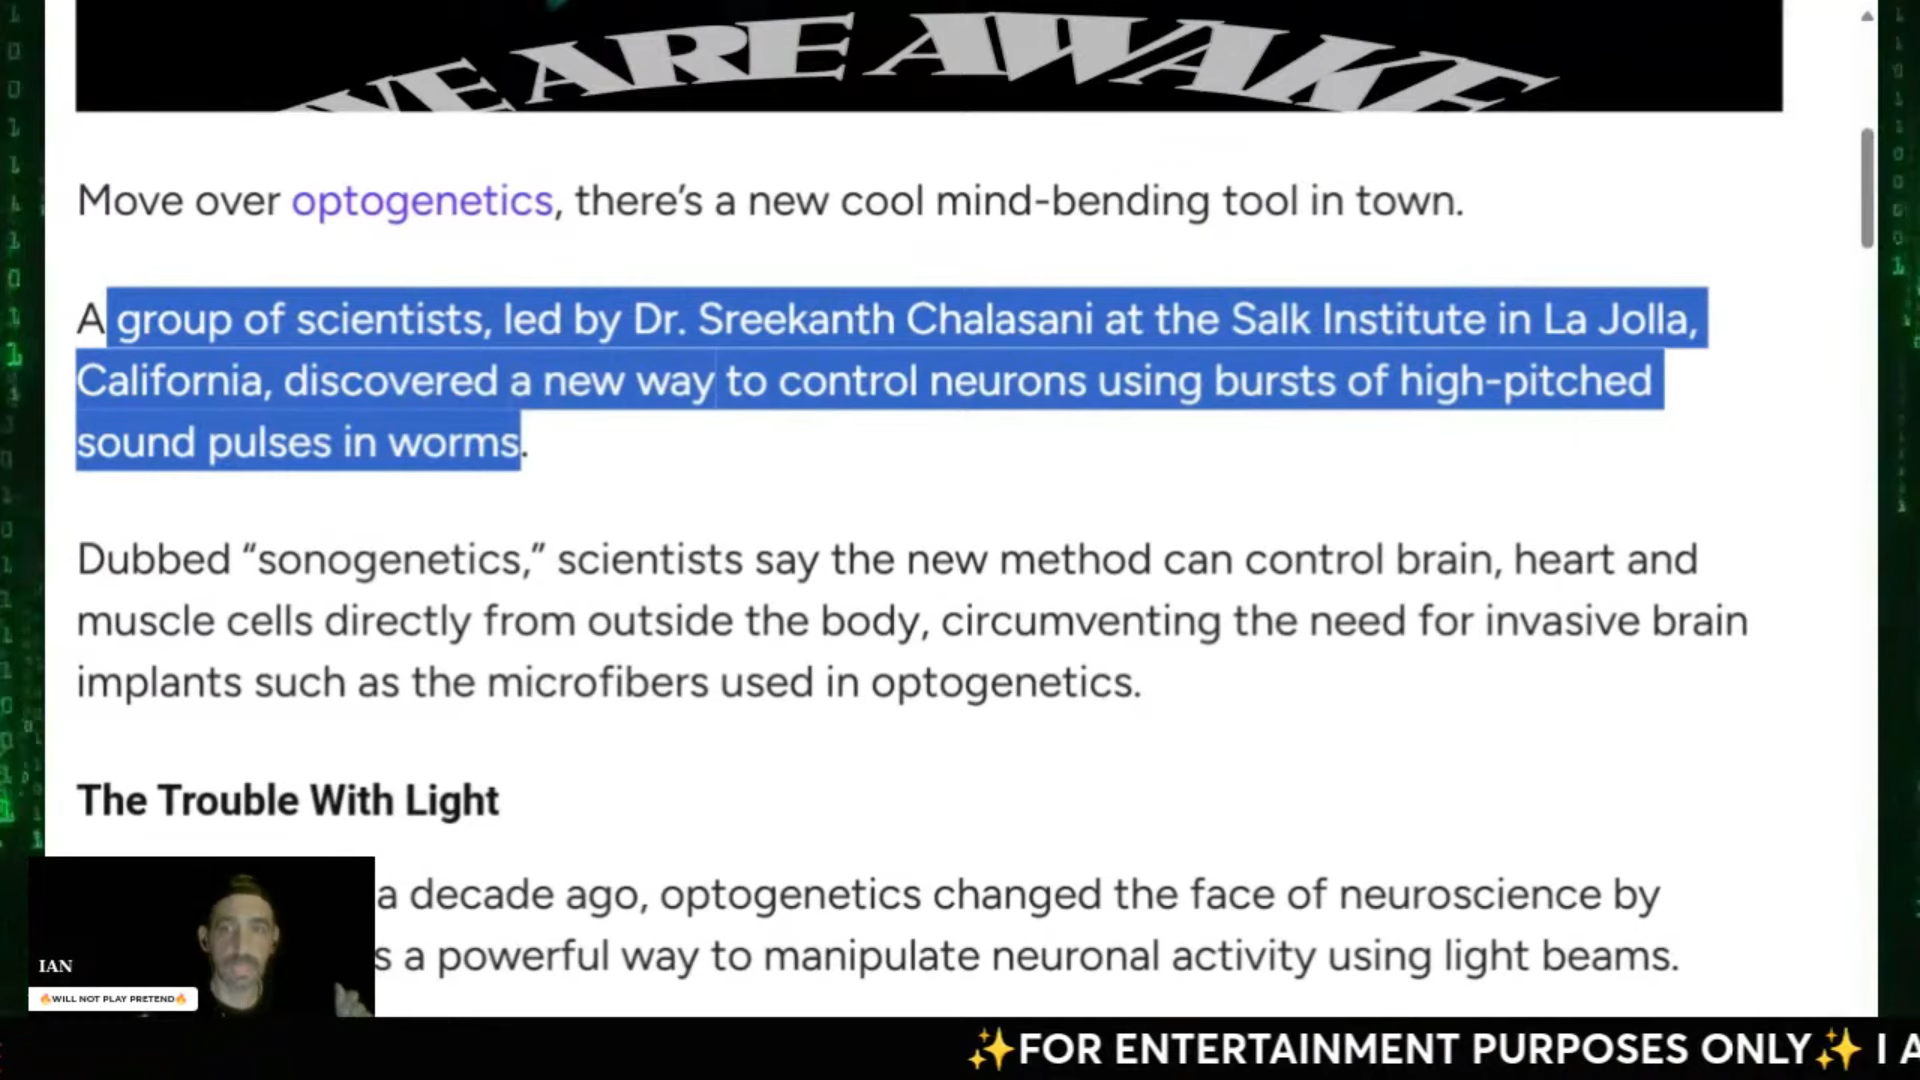 WE ARE AWAKE
Move over optogenetics, there’s a new cool mind-bending tool in town.
A group of scientists, led by Dr. Sreekanth Chalasani at the Salk Institute in La Jolla,
California, discovered a new way to control neurons using bursts of high-pitched
sound pulses in worms.
Dubbed “sonogenetics,” scientists say the new method can control brain, heart and
muscle cells directly from outside the body, circumventing the need for invasive brain
implants such as the microfibers used in optogenetics.
The Trouble With Light
a decade ago, optogenetics changed the face of neuroscience by
s a powerful way to manipulate neuronal activity using light beams.
IAN
🔥WILL NOT PLAY PRETEND🔥
✨FOR ENTERTAINMENT PURPOSES ONLY✨ I A